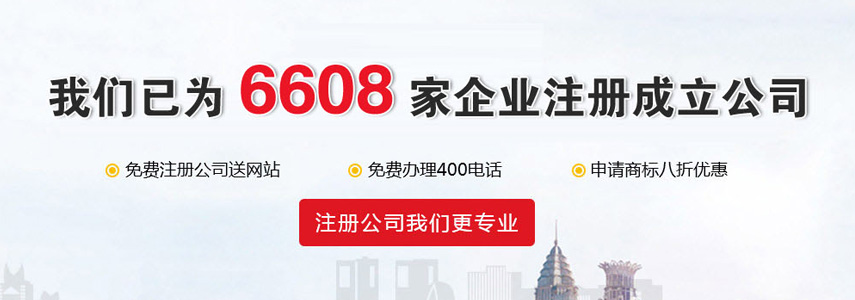 我们已为 6608 家企业注册成立公司
免费注册公司送网站 免费办理400电话 申请商标八折优惠
注册公司我们更专业